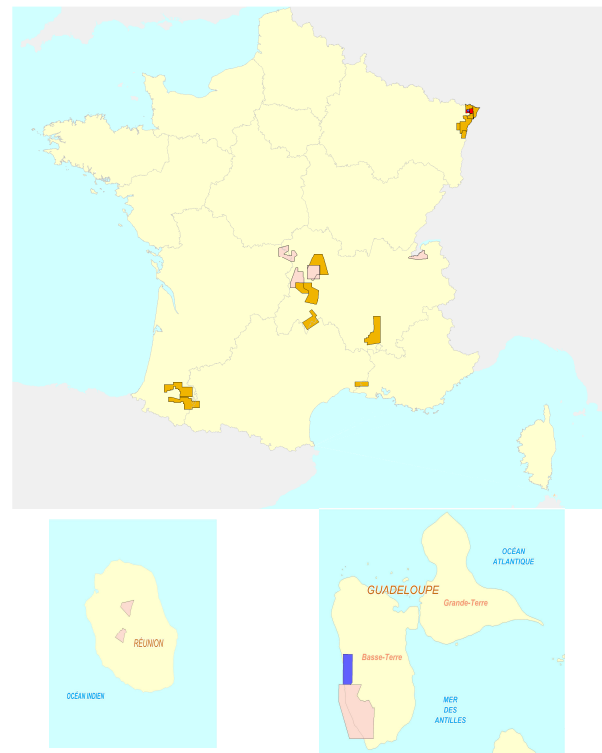 OCÉAN
ATLANTIQUE
GUADELOUPE
Grande-Terre
RÉUNION
Basse-Terre
OCÉAN INDIEN
MER
DES
ANTILLES